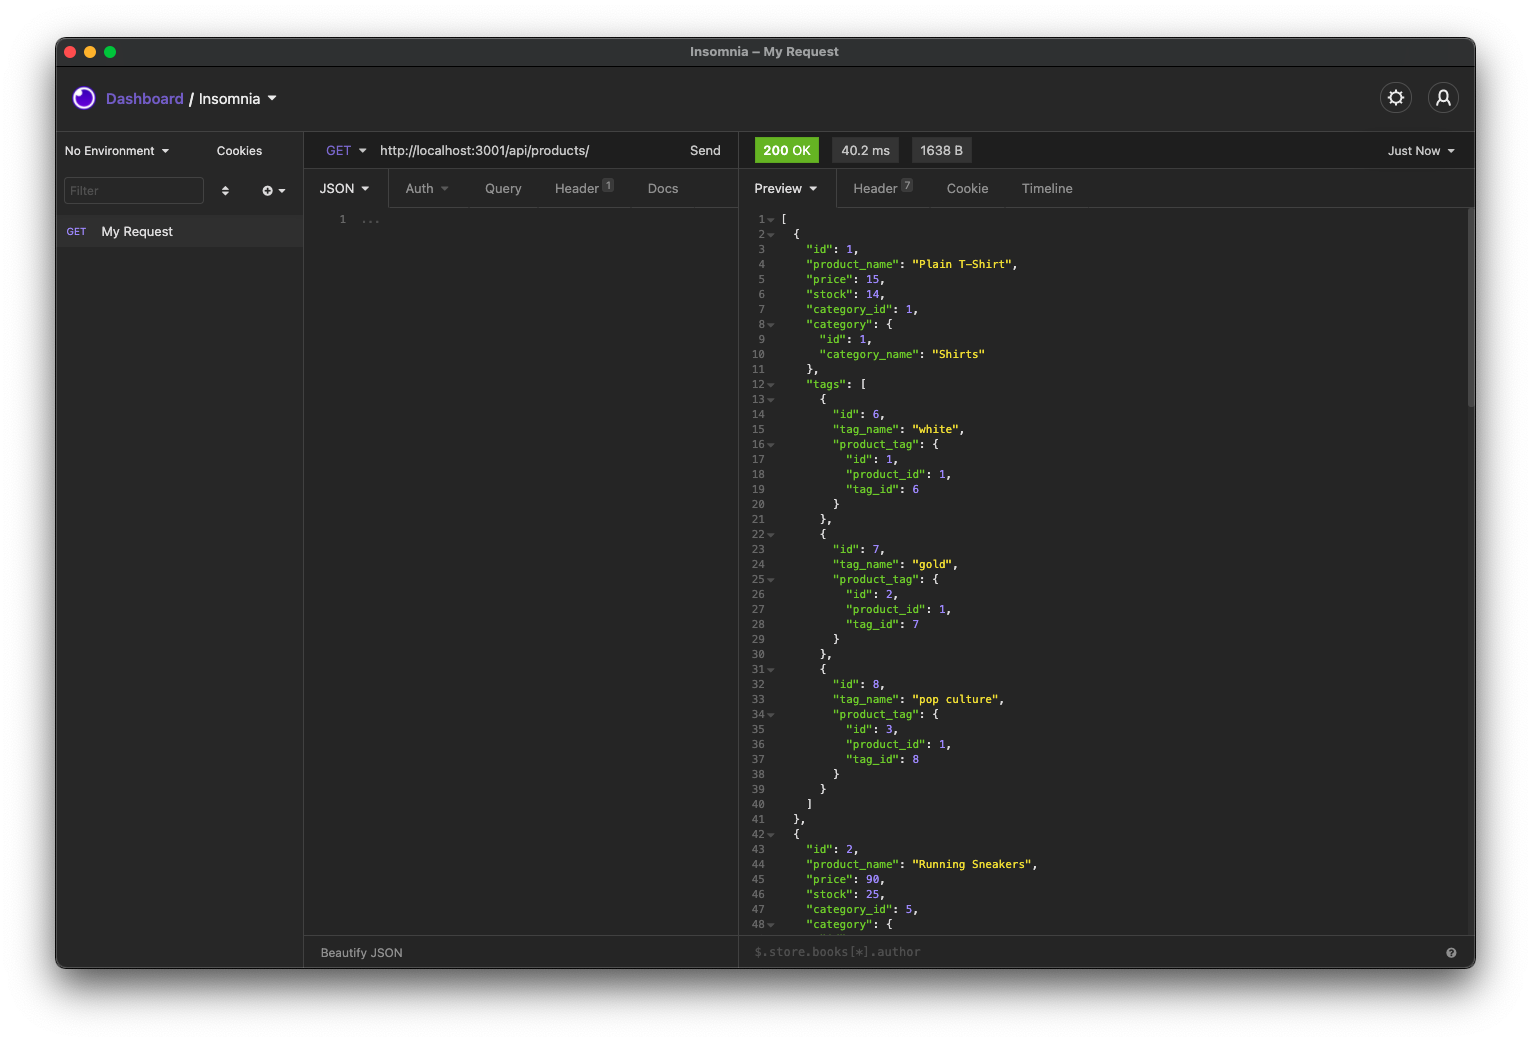 Insomnia – My Request
Dashboard / Insomnia
No Environment
Cookies
GET http://localhost:3001/api/products/ Send
200 OK 40.2 ms 1638 B Just Now
Filter
JSON Auth Query Header 1 Docs
Preview Header 7 Cookie Timeline
GET My Request
1 ...
1 [
2 {
3 "id": 1,
4 "product_name": "Plain T-Shirt",
5 "price": 15,
6 "stock": 14,
7 "category_id": 1,
8 "category": {
9 "id": 1,
10 "category_name": "Shirts"
11 },
12 "tags": [
13 {
14 "id": 6,
15 "tag_name": "white",
16 "product_tag": {
17 "id": 1,
18 "product_id": 1,
19 "tag_id": 6
20 }
21 },
22 {
23 "id": 7,
24 "tag_name": "gold",
25 "product_tag": {
26 "id": 2,
27 "product_id": 1,
28 "tag_id": 7
29 }
30 },
31 {
32 "id": 8,
33 "tag_name": "pop culture",
34 "product_tag": {
35 "id": 3,
36 "product_id": 1,
37 "tag_id": 8
38 }
39 }
40 ]
41 },
42 {
43 "id": 2,
44 "product_name": "Running Sneakers",
45 "price": 90,
46 "stock": 25,
47 "category_id": 5,
48 "category": {
Beautify JSON
$.store.books[*].author